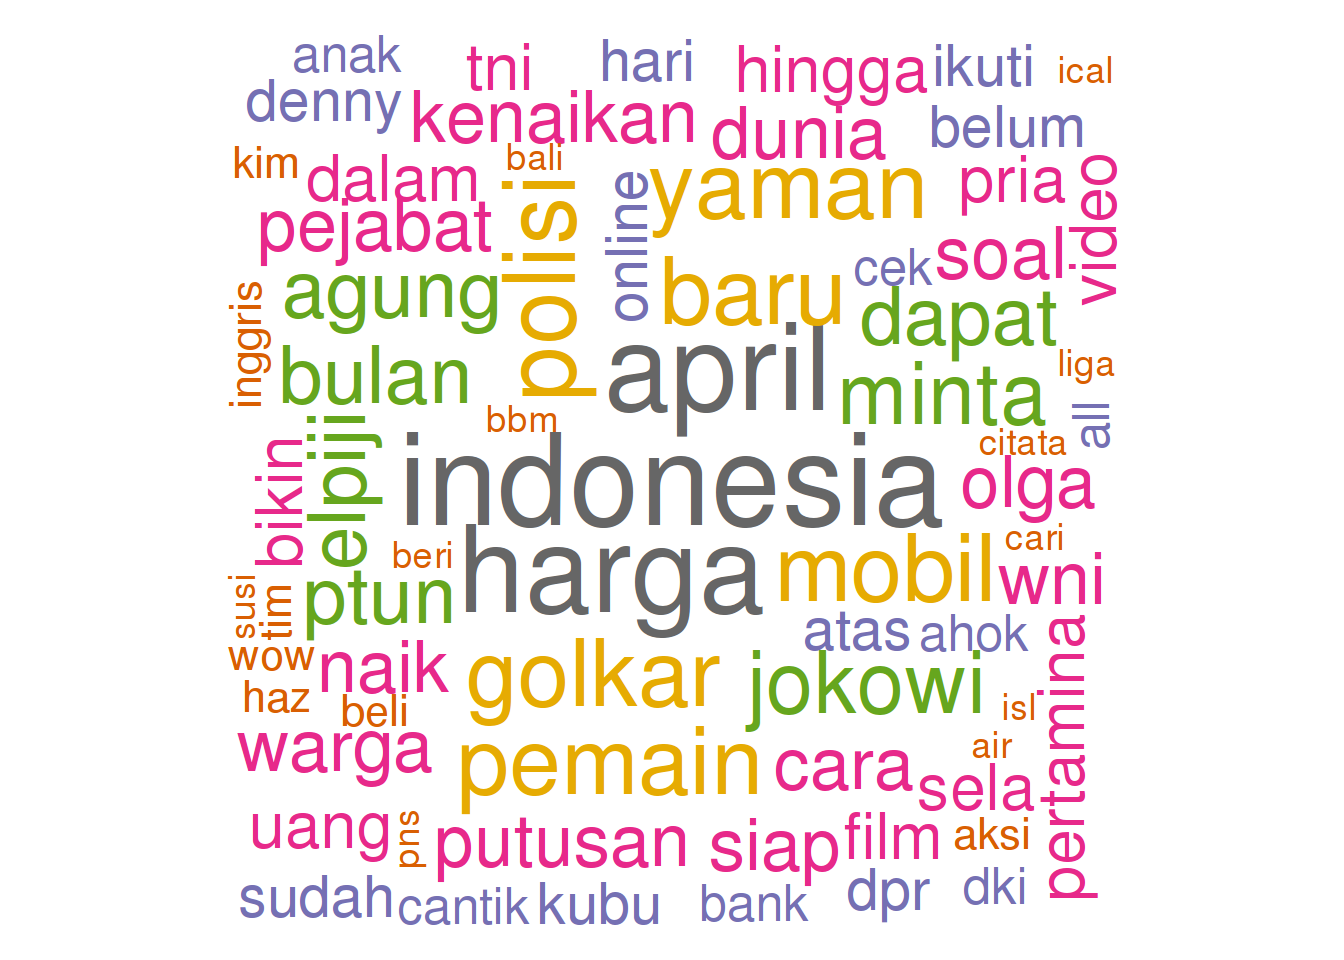 anak
tni
hari
hingga
ikuti
ical
denny
kenaikan
dunia
belum
kim
dalam
bali
online
yaman
pria
video
pejabat
polisi
cek
soal
agung
baru
dapat
inggris
bulan
april
minta
liga
all
bbm
citata
elpiji
bikin
indonesia
olga
beri
harga
mobil
cari
wni
susi
tim
ptun
atas
ahok
pertamina
wow
naik
golkar
jokowi
haz
beli
isl
warga
pemain
cara
air
sela
uang
pns
putusan
siap
film
aksi
sudah
cantik
kubu
bank
dpr
dki